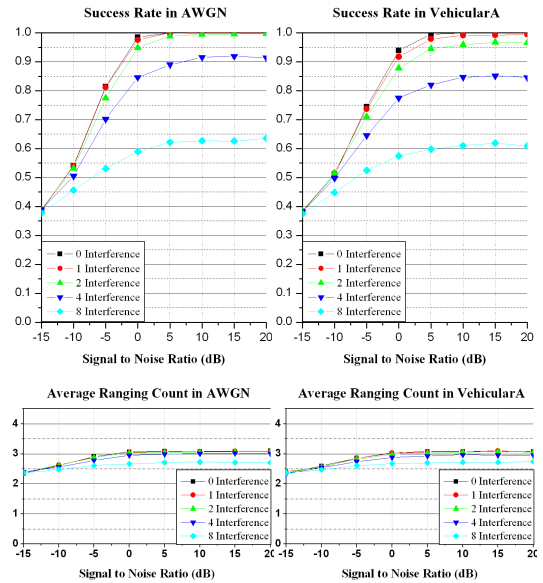 Success Rate in AWGN
1.0
0.9
0.8
0.7
0.6
0.5
0.4
0.3
0.2
0.1
0.0
0 Interference
1 Interference
2 Interference
4 Interference
8 Interference
-15 -10 -5 0 5 10 15 20
Signal to Noise Ratio (dB)
Success Rate in VehicularA
1.0
0.9
0.8
0.7
0.6
0.5
0.4
0.3
0.2
0.1
0.0
0 Interference
1 Interference
2 Interference
4 Interference
8 Interference
-15 -10 -5 0 5 10 15 20
Signal to Noise Ratio (dB)
Average Ranging Count in AWGN
4
3
2
1
0
0 Interference
1 Interference
2 Interference
4 Interference
8 Interference
-15 -10 -5 0 5 10 15 20
Signal to Noise Ratio (dB)
Average Ranging Count in VehicularA
4
3
2
1
0
0 Interference
1 Interference
2 Interference
4 Interference
8 Interference
-15 -10 -5 0 5 10 15 20
Signal to Noise Ratio (dB)